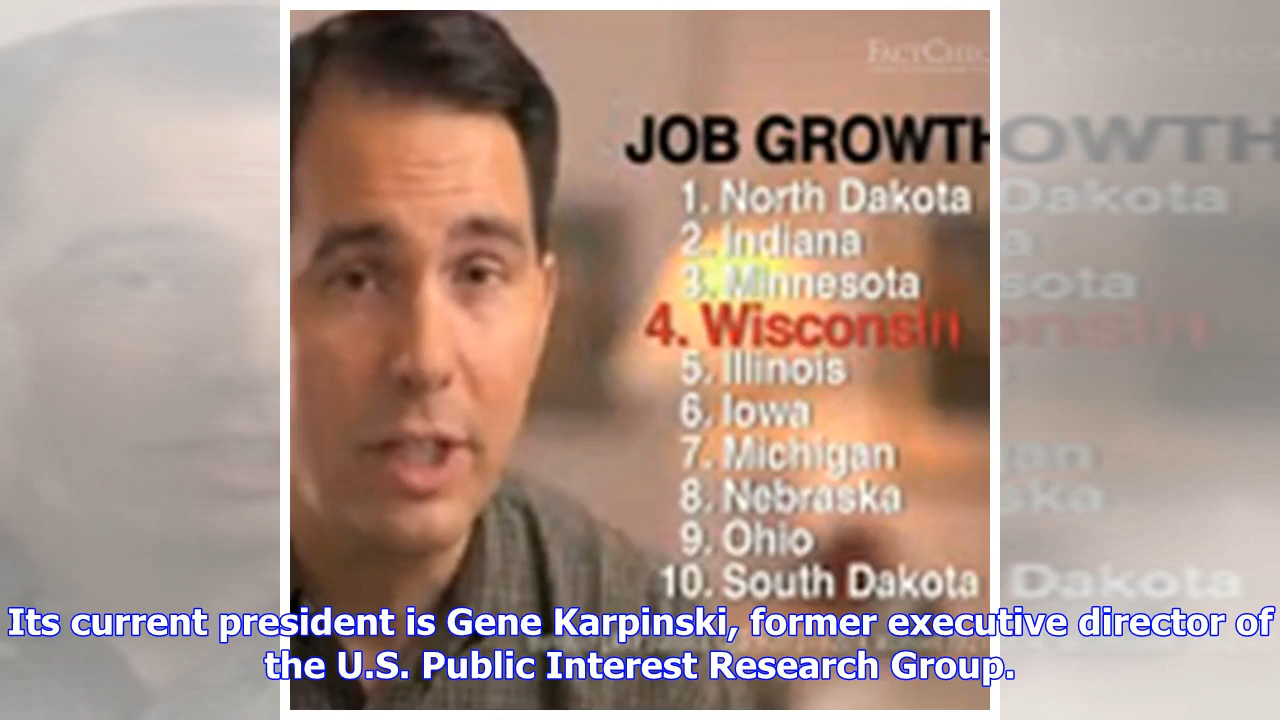 FACTCHEC
JOB GROWTH
1. North Dakota
2. Indiana
3. Minnesota
4. Wisconsin
5. Illinois
6. Iowa
7. Michigan
8. Nebraska
9. Ohio
10. South Dakota
Its current president is Gene Karpinski, former executive director of
the U.S. Public Interest Research Group.